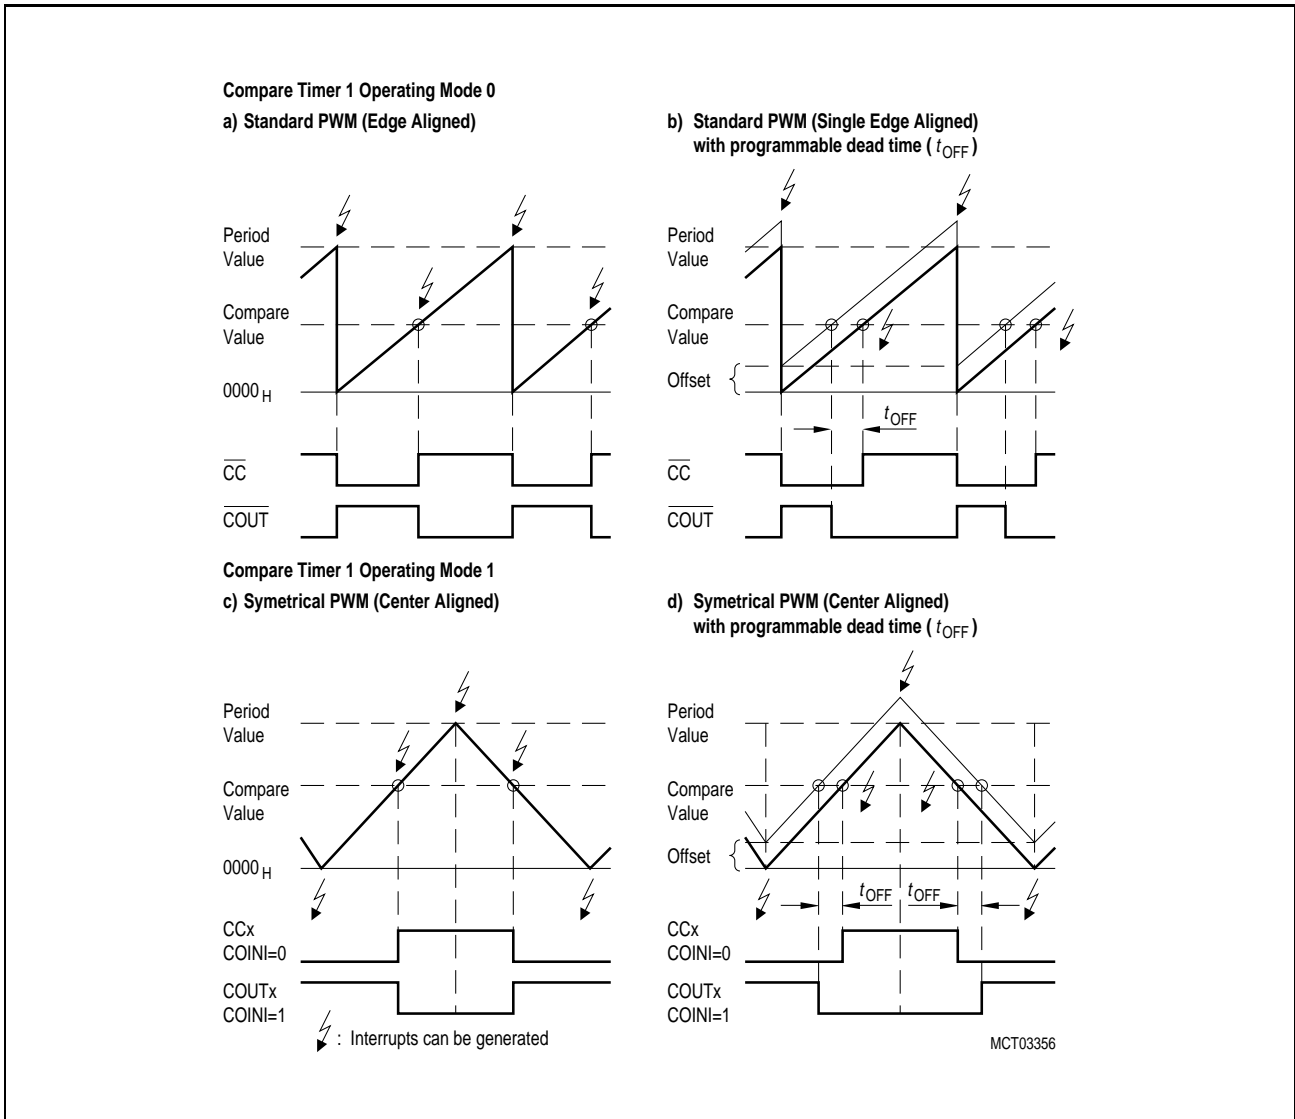 Compare Timer 1 Operating Mode 0
a) Standard PWM (Edge Aligned)
b) Standard PWM (Single Edge Aligned)
with programmable dead time ( tOFF )
Period
Value
Compare
Value
0000 H
CC
COUT
Period
Value
Compare
Value
Offset
tOFF
CC
COUT
Compare Timer 1 Operating Mode 1
c) Symetrical PWM (Center Aligned)
d) Symetrical PWM (Center Aligned)
with programmable dead time ( tOFF )
Period
Value
Compare
Value
0000 H
CCx
COINI=0
COUTx
COINI=1
Period
Value
Compare
Value
Offset
tOFF tOFF
CCx
COINI=0
COUTx
COINI=1
: Interrupts can be generated
MCT03356